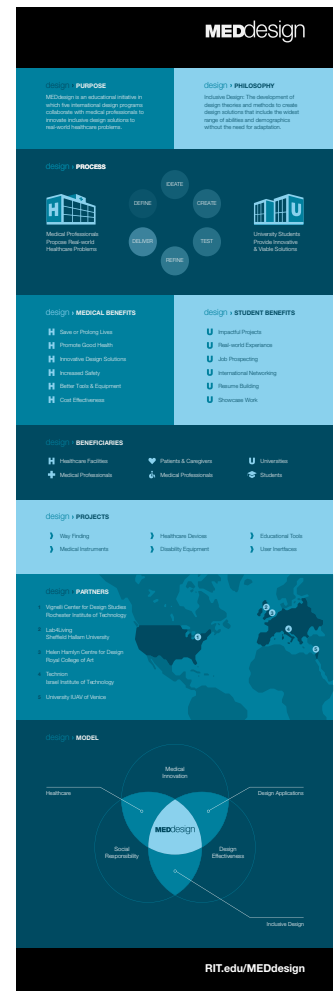 MEDdesign
design › PURPOSE
MEDdesign is an educational initiative in
which five international design programs
collaborate with medical professionals to
innovate inclusive design solutions to
real-world healthcare problems.
design › PHILOSOPHY
Inclusive Design: The development of
design theories and methods to create
design solutions that include the widest
range of abilities and demographics
without the need for adaptation.
design › PROCESS
H
Medical Professionals
Propose Real-world
Healthcare Problems
IDEATE
DEFINE
CREATE
DELIVER
TEST
REFINE
U
University Students
Provide Innovative
& Viable Solutions
design › MEDICAL BENEFITS
H Save or Prolong Lives
H Promote Good Health
H Innovative Design Solutions
H Increased Safety
H Better Tools & Equipment
H Cost Effectiveness
design › STUDENT BENEFITS
U Impactful Projects
U Real-world Experience
U Job Prospecting
U International Networking
U Resume Building
U Showcase Work
design › BENEFICIARIES
H Healthcare Facilities
Patients & Caregivers
U Universities
Medical Professionals
Medical Professionals
Students
design › PROJECTS
Way Finding
Healthcare Devices
Educational Tools
Medical Instruments
Disability Equipment
User Inertfaces
design › PARTNERS
1 Vignelli Center for Design Studies
Rochester Institute of Technology
2 Lab4Living
Sheffield Hallam University
3 Helen Hamlyn Centre for Design
Royal College of Art
4 Technion
Israel Institute of Technology
5 University IUAV of Venice
design › MODEL
Medical
Innovation
Healthcare
Design Applications
MEDdesign
Social
Responsibility
Design
Effectiveness
Inclusive Design
RIT.edu/MEDdesign